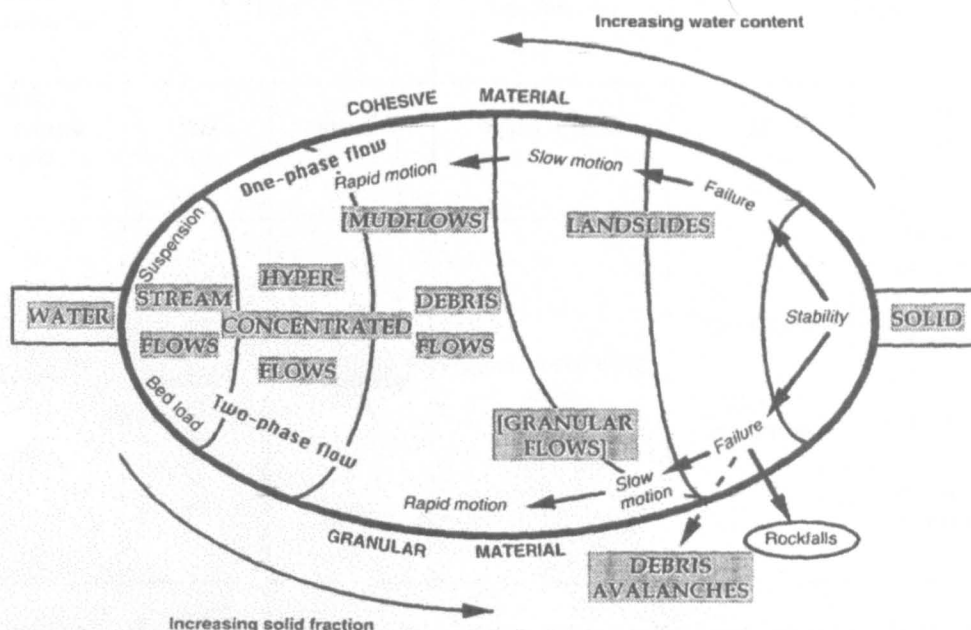 Increasing water content
COHESIVE MATERIAL
One-phase flow
Rapid motion
Slow motion
Failure
Suspension
[MUDFLOWS]
LANDSLIDES
HYPER-
CONCENTRATED
FLOWS
STREAM
FLOWS
DEBRIS
FLOWS
WATER
Stability
SOLID
Bed load
Two-phase flow
[GRANULAR
FLOWS]
Failure
Slow
motion
Rapid motion
GRANULAR MATERIAL
Rockfalls
DEBRIS
AVALANCHES
Increasing solid fraction